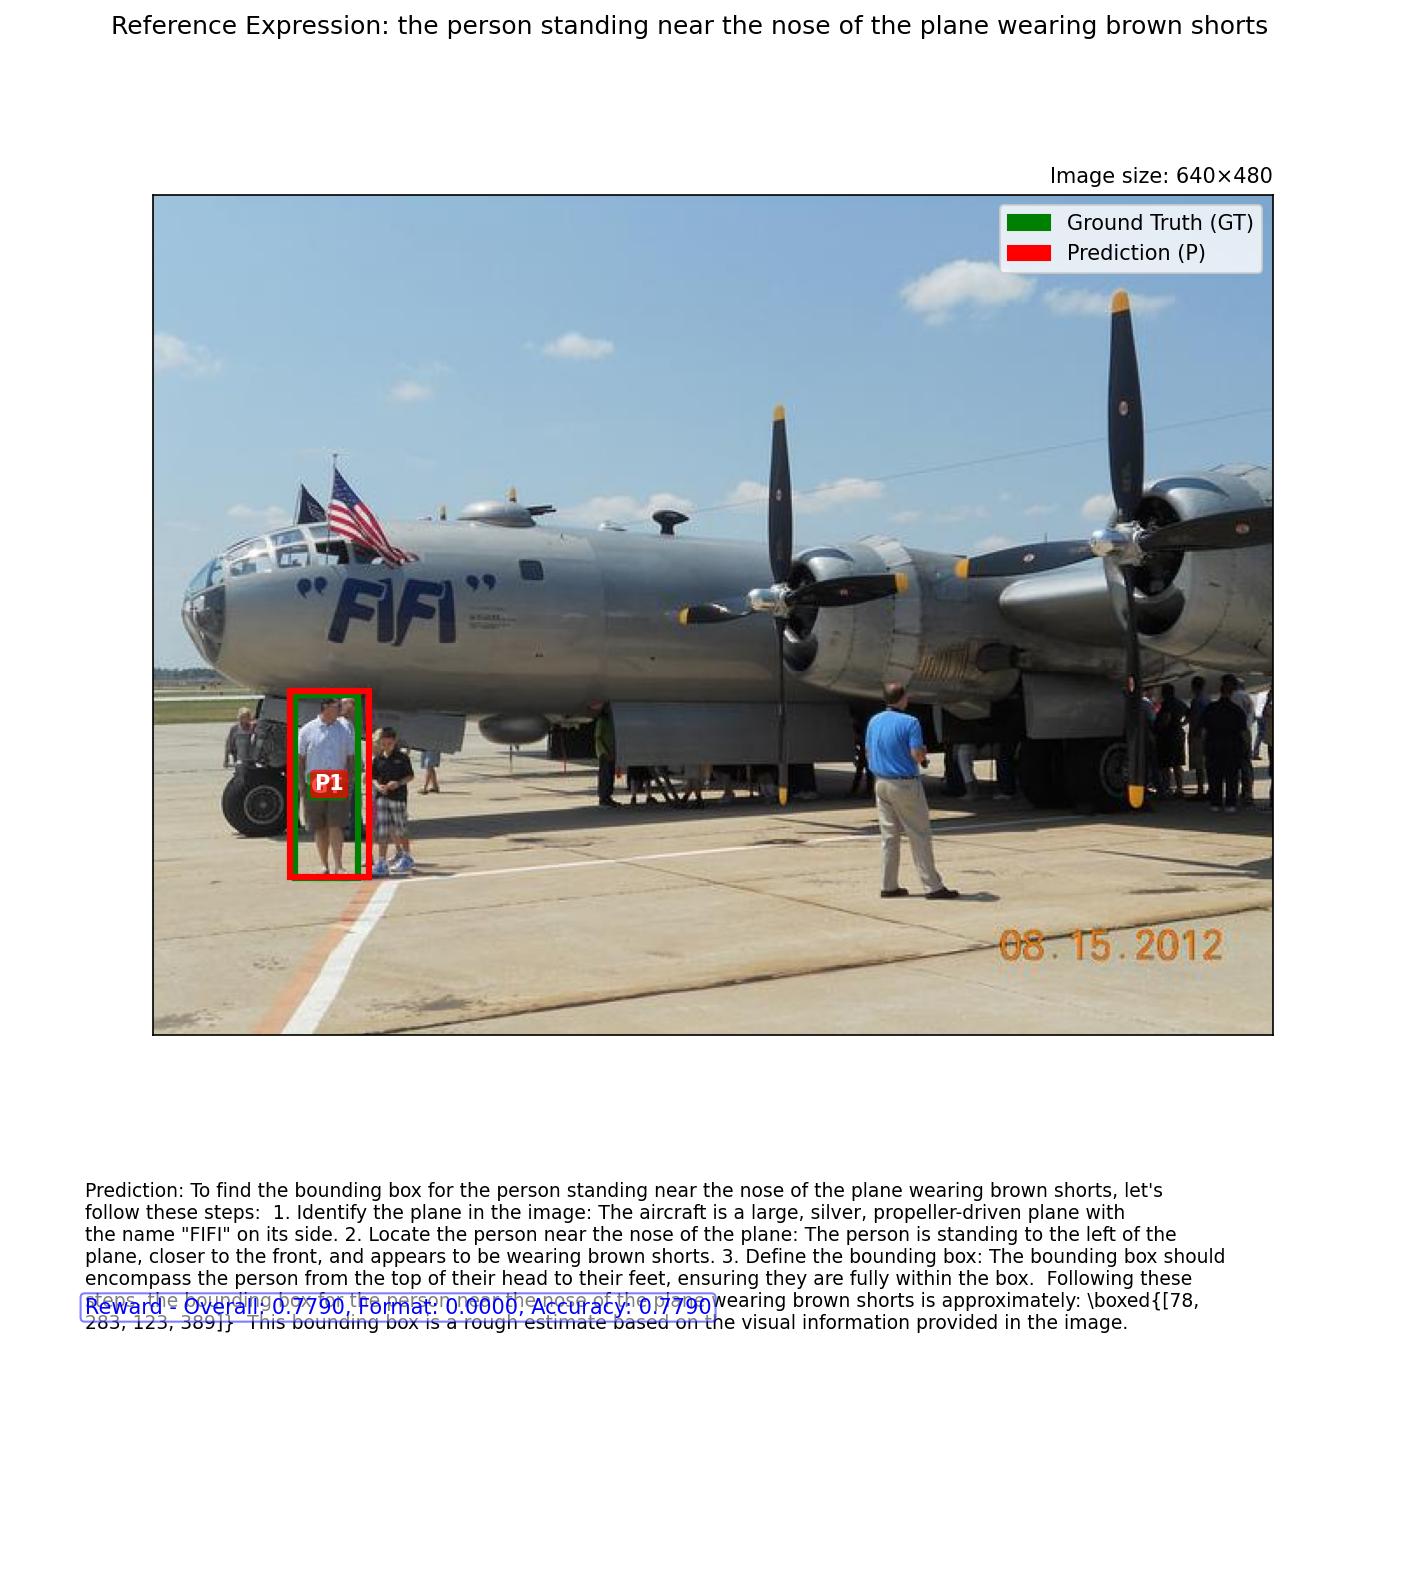 Reference Expression: the person standing near the nose of the plane wearing brown shorts
Image size: 640×480
Ground Truth (GT)
Prediction (P)
"FIFI"
P1
08.15.2012
Prediction: To find the bounding box for the person standing near the nose of the plane wearing brown shorts, let's
follow these steps:  1. Identify the plane in the image: The aircraft is a large, silver, propeller-driven plane with
the name "FIFI" on its side. 2. Locate the person near the nose of the plane: The person is standing to the left of the
plane, closer to the front, and appears to be wearing brown shorts. 3. Define the bounding box: The bounding box should
encompass the person from the top of their head to their feet, ensuring they are fully within the box.  Following these
steps, the bounding box for the person near the nose of the plane wearing brown shorts is approximately: \boxed{[78,
Reward - Overall: 0.7790, Format: 0.0000, Accuracy: 0.7790
283, 123, 389]}  This bounding box is a rough estimate based on the visual information provided in the image.